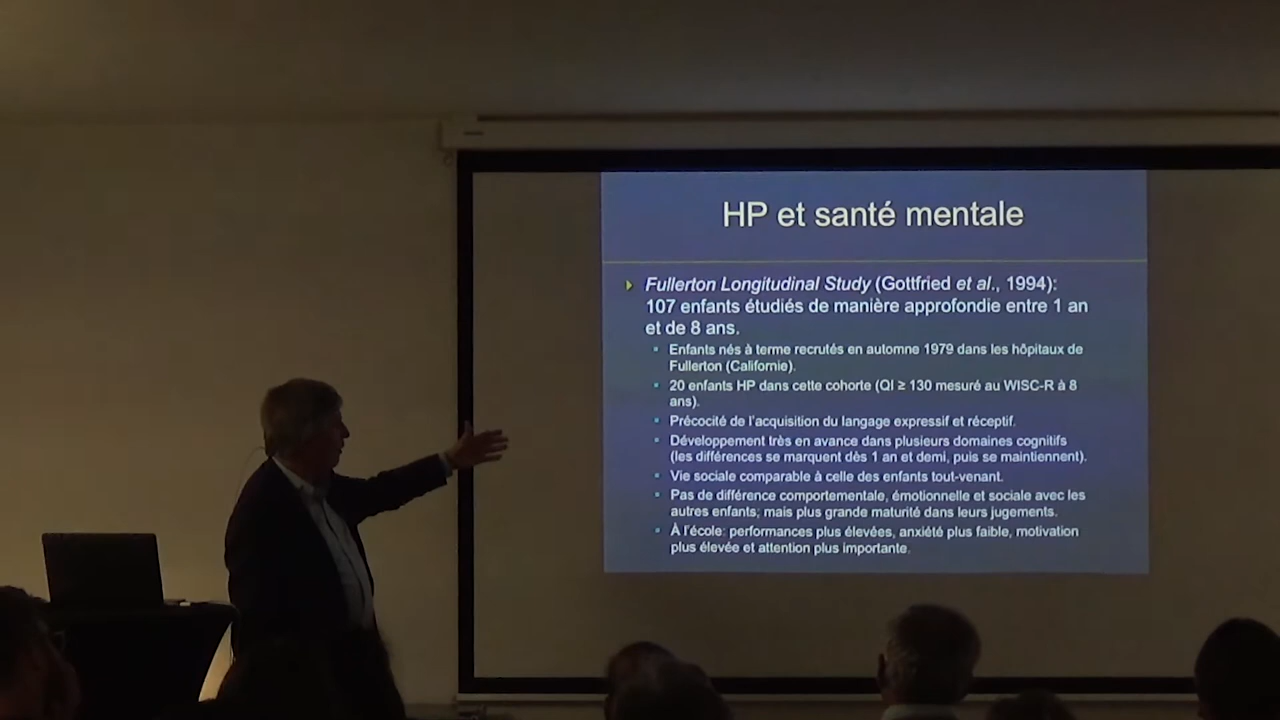 HP et santé mentale
Fullerton Longitudinal Study (Gottfried et al., 1994):
107 enfants étudiés de manière approfondie entre 1 an
et de 8 ans.
Enfants nés à terme recrutés en automne 1979 dans les hôpitaux de
Fullerton (Californie).
20 enfants HP dans cette cohorte (QI ≥ 130 mesuré au WISC-R à 8
ans).
Précocité de l'acquisition du langage expressif et réceptif.
Développement très en avance dans plusieurs domaines cognitifs
(les différences se marquent dès 1 an et demi, puis se maintiennent).
Vie sociale comparable à celle des enfants tout-venant.
Pas de différence comportementale, émotionnelle et sociale avec les
autres enfants; mais plus grande maturité dans leurs jugements.
À l'école: performances plus élevées, anxiété plus faible, motivation
plus élevée et attention plus importante.